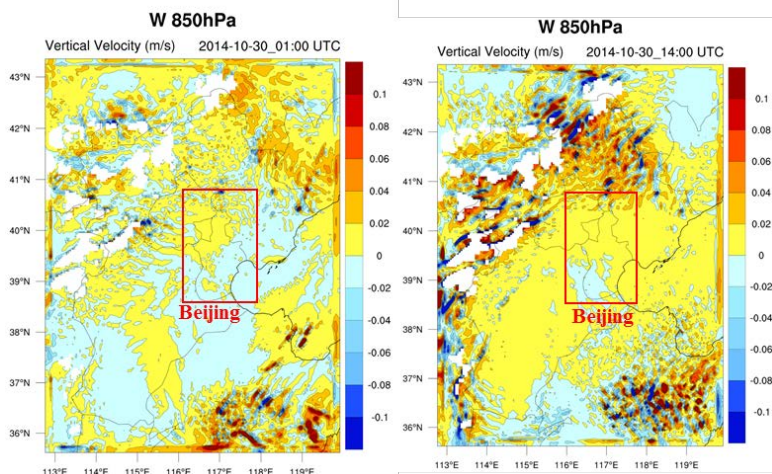 W 850hPa
Vertical Velocity (m/s) 2014-10-30_01:00 UTC
43°N
42°N
41°N
40°N
39°N
38°N
37°N
36°N
113°E 114°E 115°E 116°E 117°E 118°E 119°E
0.1
0.08
0.06
0.04
0.02
0
-0.02
-0.04
-0.06
-0.08
-0.1
Beijing
W 850hPa
Vertical Velocity (m/s) 2014-10-30_14:00 UTC
43°N
42°N
41°N
40°N
39°N
38°N
37°N
36°N
113°E 114°E 115°E 116°E 117°E 118°E 119°E
0.1
0.08
0.06
0.04
0.02
0
-0.02
-0.04
-0.06
-0.08
-0.1
Beijing